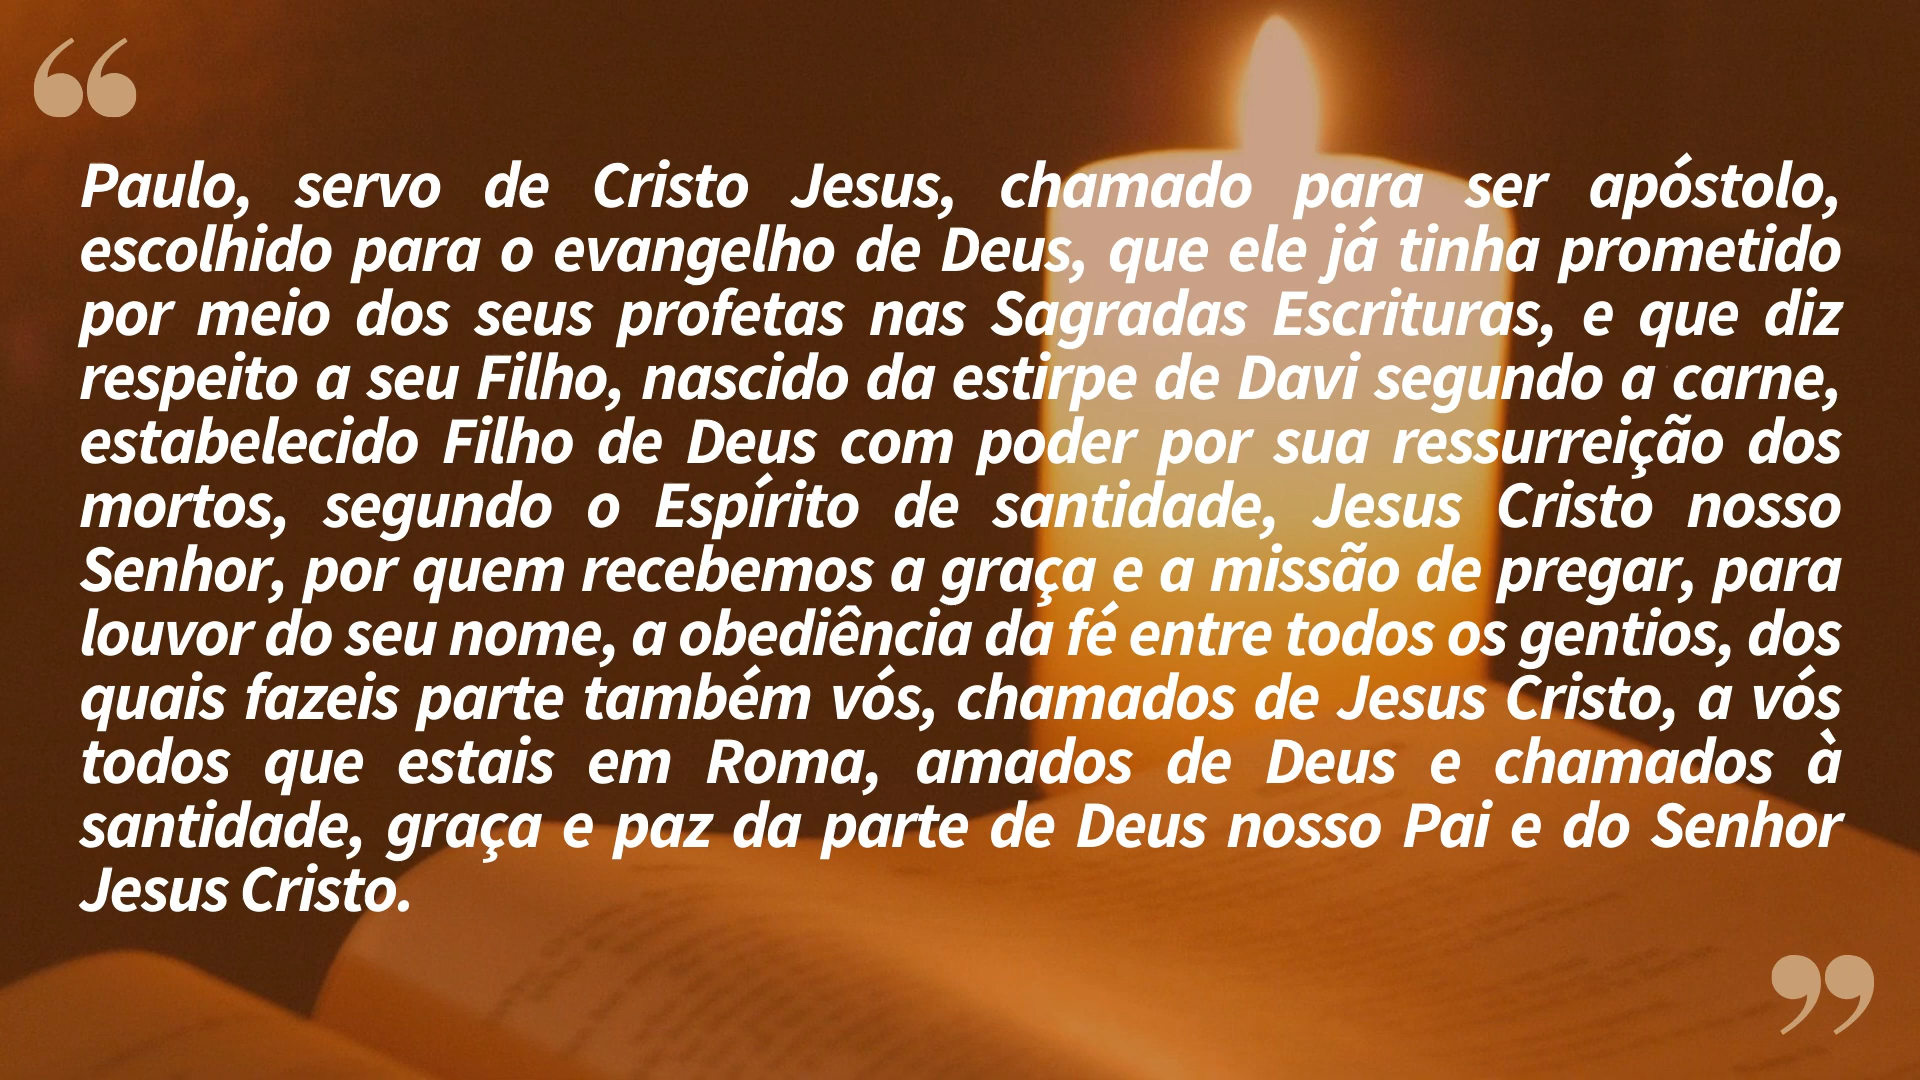 “
Paulo, servo de Cristo Jesus, chamado para ser apóstolo,
escolhido para o evangelho de Deus, que ele já tinha prometido
por meio dos seus profetas nas Sagradas Escrituras, e que diz
respeito a seu Filho, nascido da estirpe de Davi segundo a carne,
estabelecido Filho de Deus com poder por sua ressurreição dos
mortos, segundo o Espírito de santidade, Jesus Cristo nosso
Senhor, por quem recebemos a graça e a missão de pregar, para
louvor do seu nome, a obediência da fé entre todos os gentios, dos
quais fazeis parte também vós, chamados de Jesus Cristo, a vós
todos que estais em Roma, amados de Deus e chamados à
santidade, graça e paz da parte de Deus nosso Pai e do Senhor
Jesus Cristo.
”